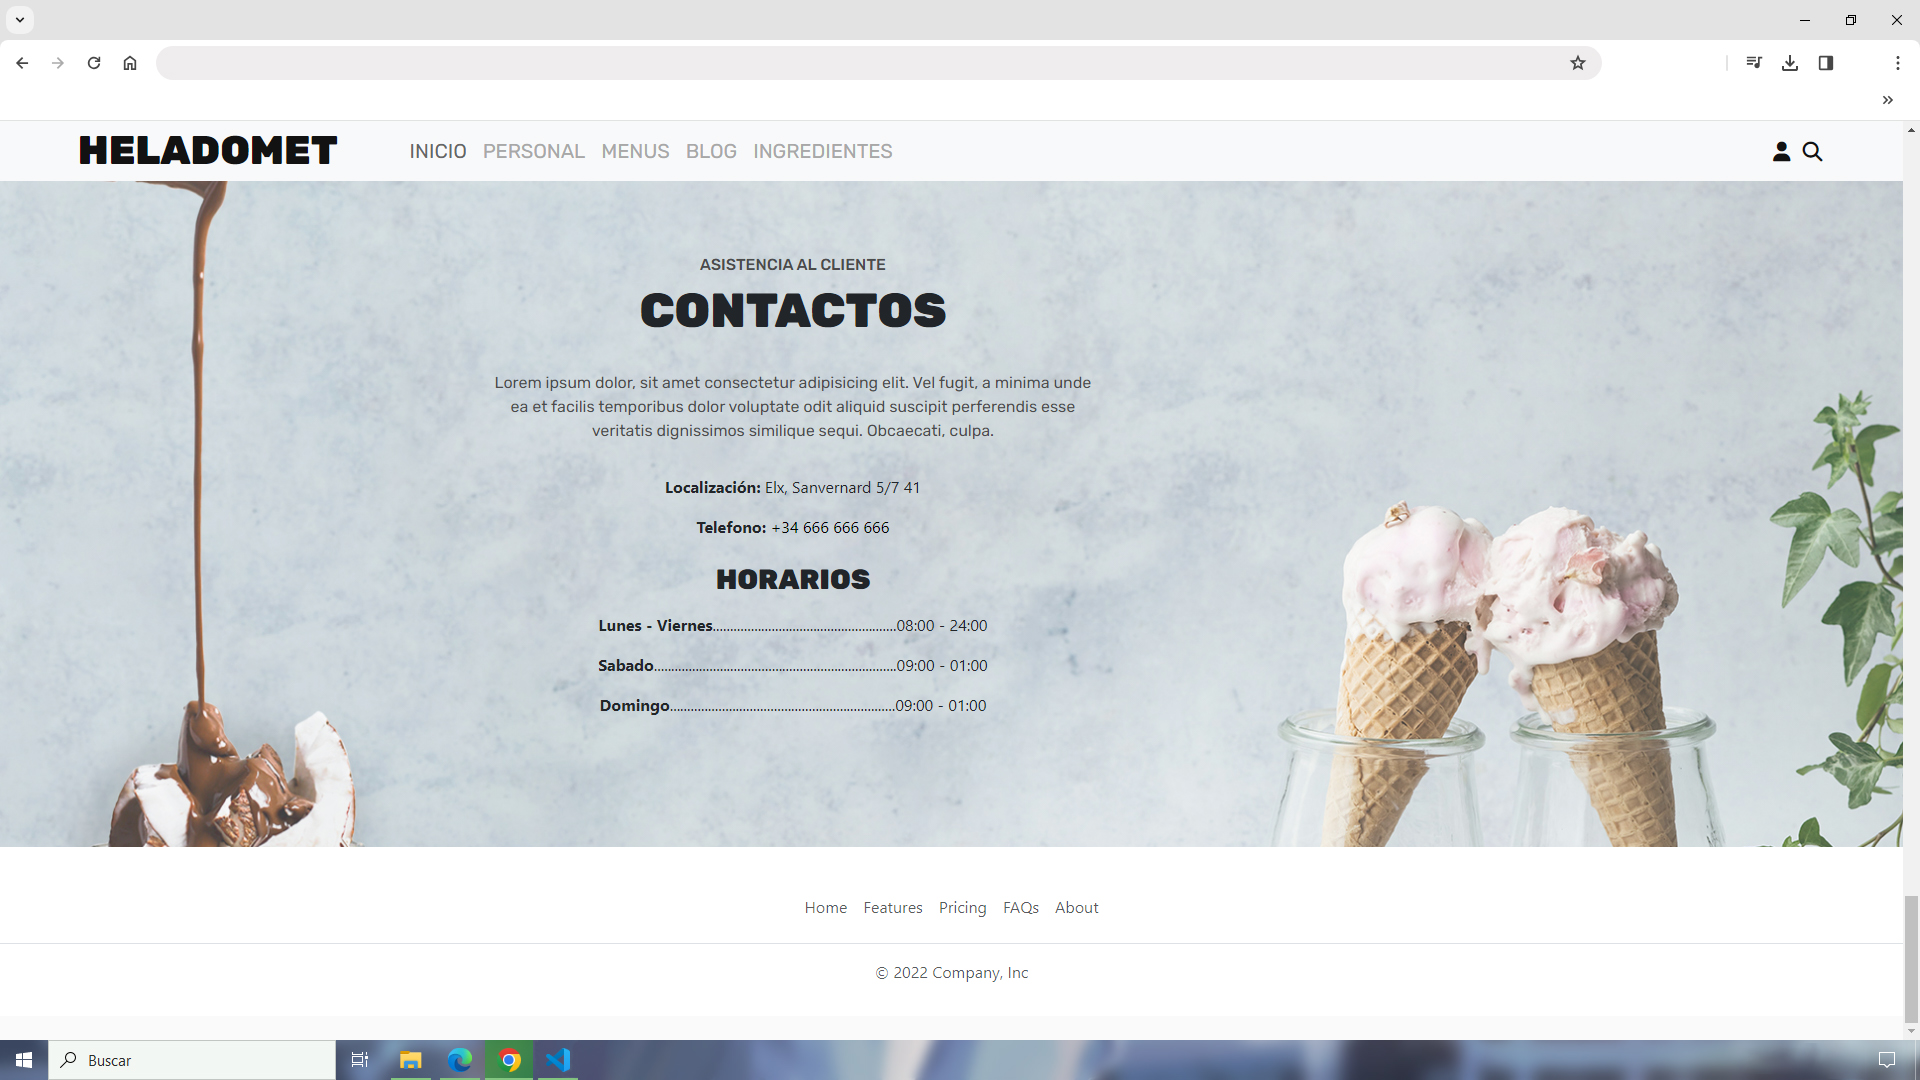 HELADOMET INICIO PERSONAL MENUS BLOG INGREDIENTES
ASISTENCIA AL CLIENTE
CONTACTOS
Lorem ipsum dolor, sit amet consectetur adipisicing elit. Vel fugit, a minima unde
ea et facilis temporibus dolor voluptate odit aliquid suscipit perferendis esse
veritatis dignissimos similique sequi. Obcaecati, culpa.
Localización: Elx, Sanvernard 5/7 41
Telefono: +34 666 666 666
HORARIOS
Lunes - Viernes.....................................................08:00 - 24:00
Sabado......................................................................09:00 - 01:00
Domingo.................................................................09:00 - 01:00
Home Features Pricing FAQs About
© 2022 Company, Inc
Buscar